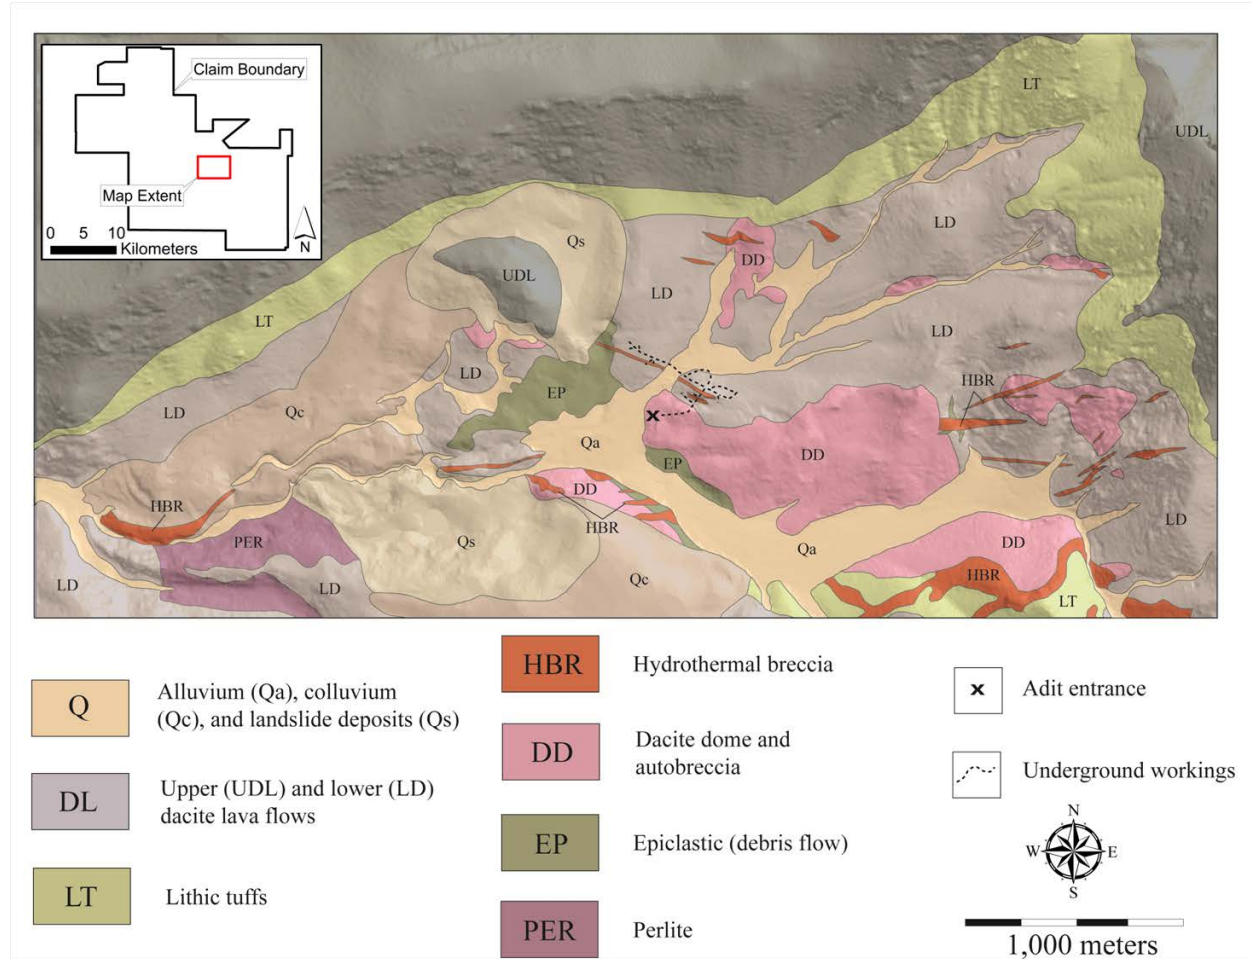 Claim Boundary
Map Extent
0 5 10
Kilometers
N
LT
UDL
Qs
UDL
LD
DD
LD
LT
LD
LD
Qc
LD
EP
HBR
x
Qa
EP
DD
HBR
PER
Qs
DD
HBR
Qa
DD
LD
LD
LD
Qc
HBR
LT
Q
Alluvium (Qa), colluvium
(Qc), and landslide deposits (Qs)
DL
Upper (UDL) and lower (LD)
dacite lava flows
LT
Lithic tuffs
HBR
Hydrothermal breccia
DD
Dacite dome and
autobreccia
EP
Epiclastic (debris flow)
PER
Perlite
x
Adit entrance
Underground workings
N
W E
S
1,000 meters